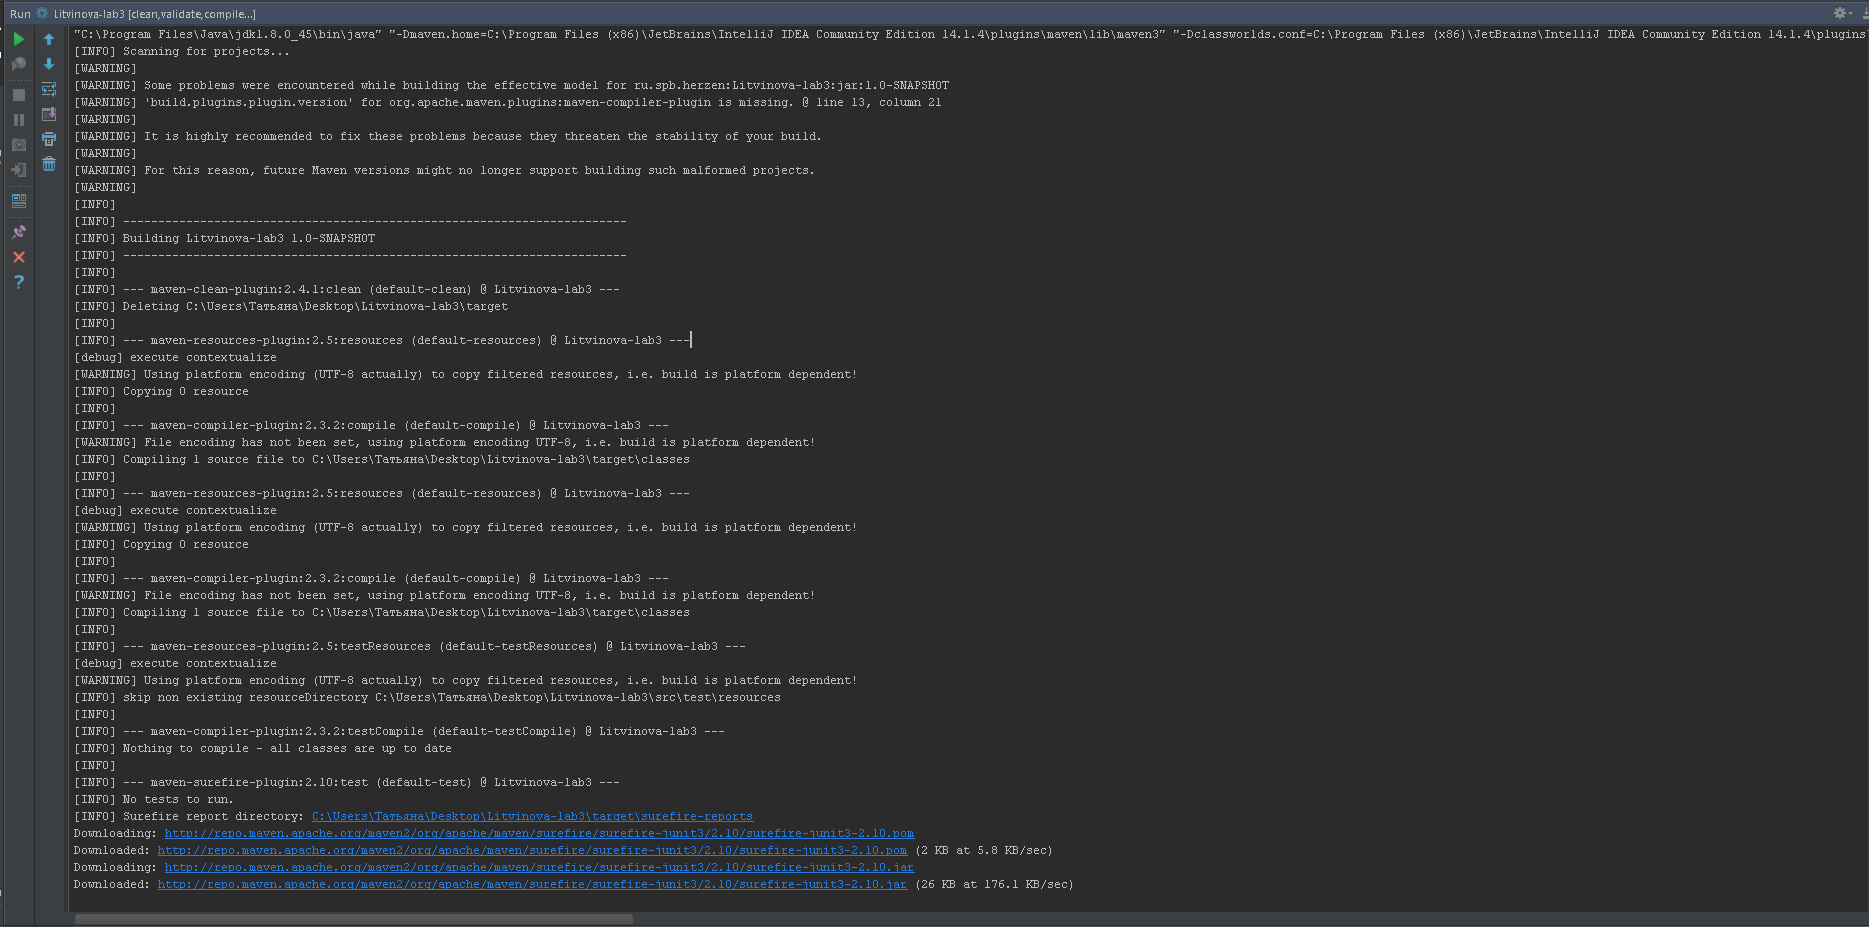 Run Litvinova-lab3 [clean,validate,compile...]
"C:\Program Files\Java\jdk1.8.0_45\bin\java" "-Dmaven.home=C:\Program Files (x86)\JetBrains\IntelliJ IDEA Community Edition 14.1.4\plugins\maven\lib\maven3" "-Dclassworlds.conf=C:\Program Files (x86)\JetBrains\IntelliJ IDEA Community Edition 14.1.4\plugins
[INFO] Scanning for projects...
[WARNING]
[WARNING] Some problems were encountered while building the effective model for ru.spb.herzen:Litvinova-lab3:jar:1.0-SNAPSHOT
[WARNING] 'build.plugins.plugin.version' for org.apache.maven.plugins:maven-compiler-plugin is missing. @ line 13, column 21
[WARNING]
[WARNING] It is highly recommended to fix these problems because they threaten the stability of your build.
[WARNING]
[WARNING] For this reason, future Maven versions might no longer support building such malformed projects.
[WARNING]
[INFO]
[INFO] ------------------------------------------------------------------------
[INFO] Building Litvinova-lab3 1.0-SNAPSHOT
[INFO] ------------------------------------------------------------------------
[INFO]
[INFO] --- maven-clean-plugin:2.4.1:clean (default-clean) @ Litvinova-lab3 ---
[INFO] Deleting C:\Users\Татьяна\Desktop\Litvinova-lab3\target
[INFO]
[INFO] --- maven-resources-plugin:2.5:resources (default-resources) @ Litvinova-lab3 ---
[debug] execute contextualize
[WARNING] Using platform encoding (UTF-8 actually) to copy filtered resources, i.e. build is platform dependent!
[INFO] Copying 0 resource
[INFO]
[INFO] --- maven-compiler-plugin:2.3.2:compile (default-compile) @ Litvinova-lab3 ---
[WARNING] File encoding has not been set, using platform encoding UTF-8, i.e. build is platform dependent!
[INFO] Compiling 1 source file to C:\Users\Татьяна\Desktop\Litvinova-lab3\target\classes
[INFO]
[INFO] --- maven-resources-plugin:2.5:resources (default-resources) @ Litvinova-lab3 ---
[debug] execute contextualize
[WARNING] Using platform encoding (UTF-8 actually) to copy filtered resources, i.e. build is platform dependent!
[INFO] Copying 0 resource
[INFO]
[INFO] --- maven-compiler-plugin:2.3.2:compile (default-compile) @ Litvinova-lab3 ---
[WARNING] File encoding has not been set, using platform encoding UTF-8, i.e. build is platform dependent!
[INFO] Compiling 1 source file to C:\Users\Татьяна\Desktop\Litvinova-lab3\target\classes
[INFO]
[INFO] --- maven-resources-plugin:2.5:testResources (default-testResources) @ Litvinova-lab3 ---
[debug] execute contextualize
[WARNING] Using platform encoding (UTF-8 actually) to copy filtered resources, i.e. build is platform dependent!
[INFO] skip non existing resourceDirectory C:\Users\Татьяна\Desktop\Litvinova-lab3\src\test\resources
[INFO]
[INFO] --- maven-compiler-plugin:2.3.2:testCompile (default-testCompile) @ Litvinova-lab3 ---
[INFO] Nothing to compile - all classes are up to date
[INFO]
[INFO] --- maven-surefire-plugin:2.10:test (default-test) @ Litvinova-lab3 ---
[INFO] No tests to run.
[INFO] Surefire report directory: C:\Users\Татьяна\Desktop\Litvinova-lab3\target\surefire-reports
Downloading: http://repo.maven.apache.org/maven2/org/apache/maven/surefire/surefire-junit3/2.10/surefire-junit3-2.10.pom
Downloaded: http://repo.maven.apache.org/maven2/org/apache/maven/surefire/surefire-junit3/2.10/surefire-junit3-2.10.pom (2 KB at 5.8 KB/sec)
Downloading: http://repo.maven.apache.org/maven2/org/apache/maven/surefire/surefire-junit3/2.10/surefire-junit3-2.10.jar
Downloaded: http://repo.maven.apache.org/maven2/org/apache/maven/surefire/surefire-junit3/2.10/surefire-junit3-2.10.jar (26 KB at 176.1 KB/sec)